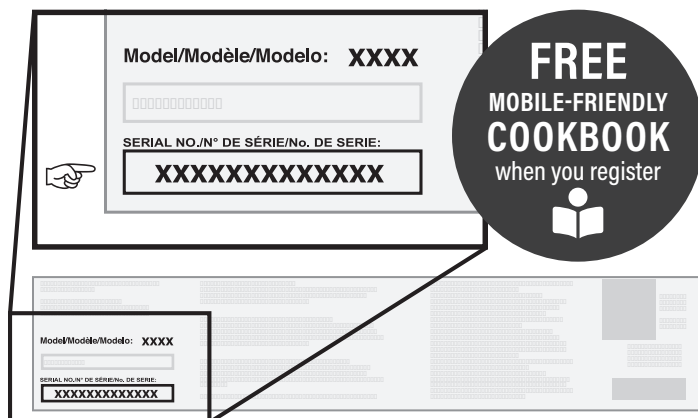 Model/Modèle/Modelo: XXXX
SERIAL NO./N° DE SÉRIE/No. DE SERIE:
XXXXXXXXXXXXX
FREE
MOBILE-FRIENDLY
COOKBOOK
when you register
Model/Modèle/Modelo: XXXX
SERIAL NO./N° DE SÉRIE/No. DE SERIE:
XXXXXXXXXXXXX